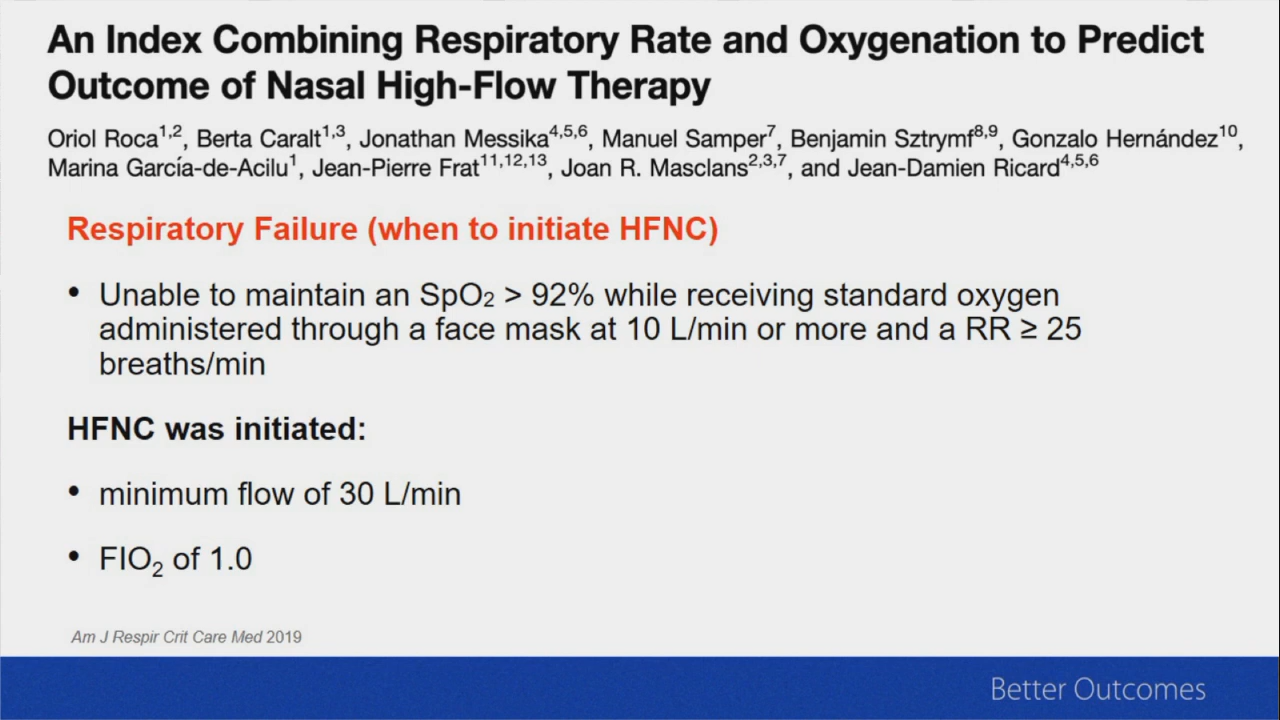 An Index Combining Respiratory Rate and Oxygenation to Predict
Outcome of Nasal High-Flow Therapy
Oriol Roca1,2, Berta Caralt1,3, Jonathan Messika4,5,6, Manuel Samper7, Benjamin Sztrymf8,9, Gonzalo Hernández10,
Marina García-de-Acilu1, Jean-Pierre Frat11,12,13, Joan R. Masclans2,3,7, and Jean-Damien Ricard4,5,6
Respiratory Failure (when to initiate HFNC)
• Unable to maintain an SpO2 > 92% while receiving standard oxygen
administered through a face mask at 10 L/min or more and a RR ≥ 25
breaths/min
HFNC was initiated:
• minimum flow of 30 L/min
• FIO2 of 1.0
Am J Respir Crit Care Med 2019
Better Outcomes